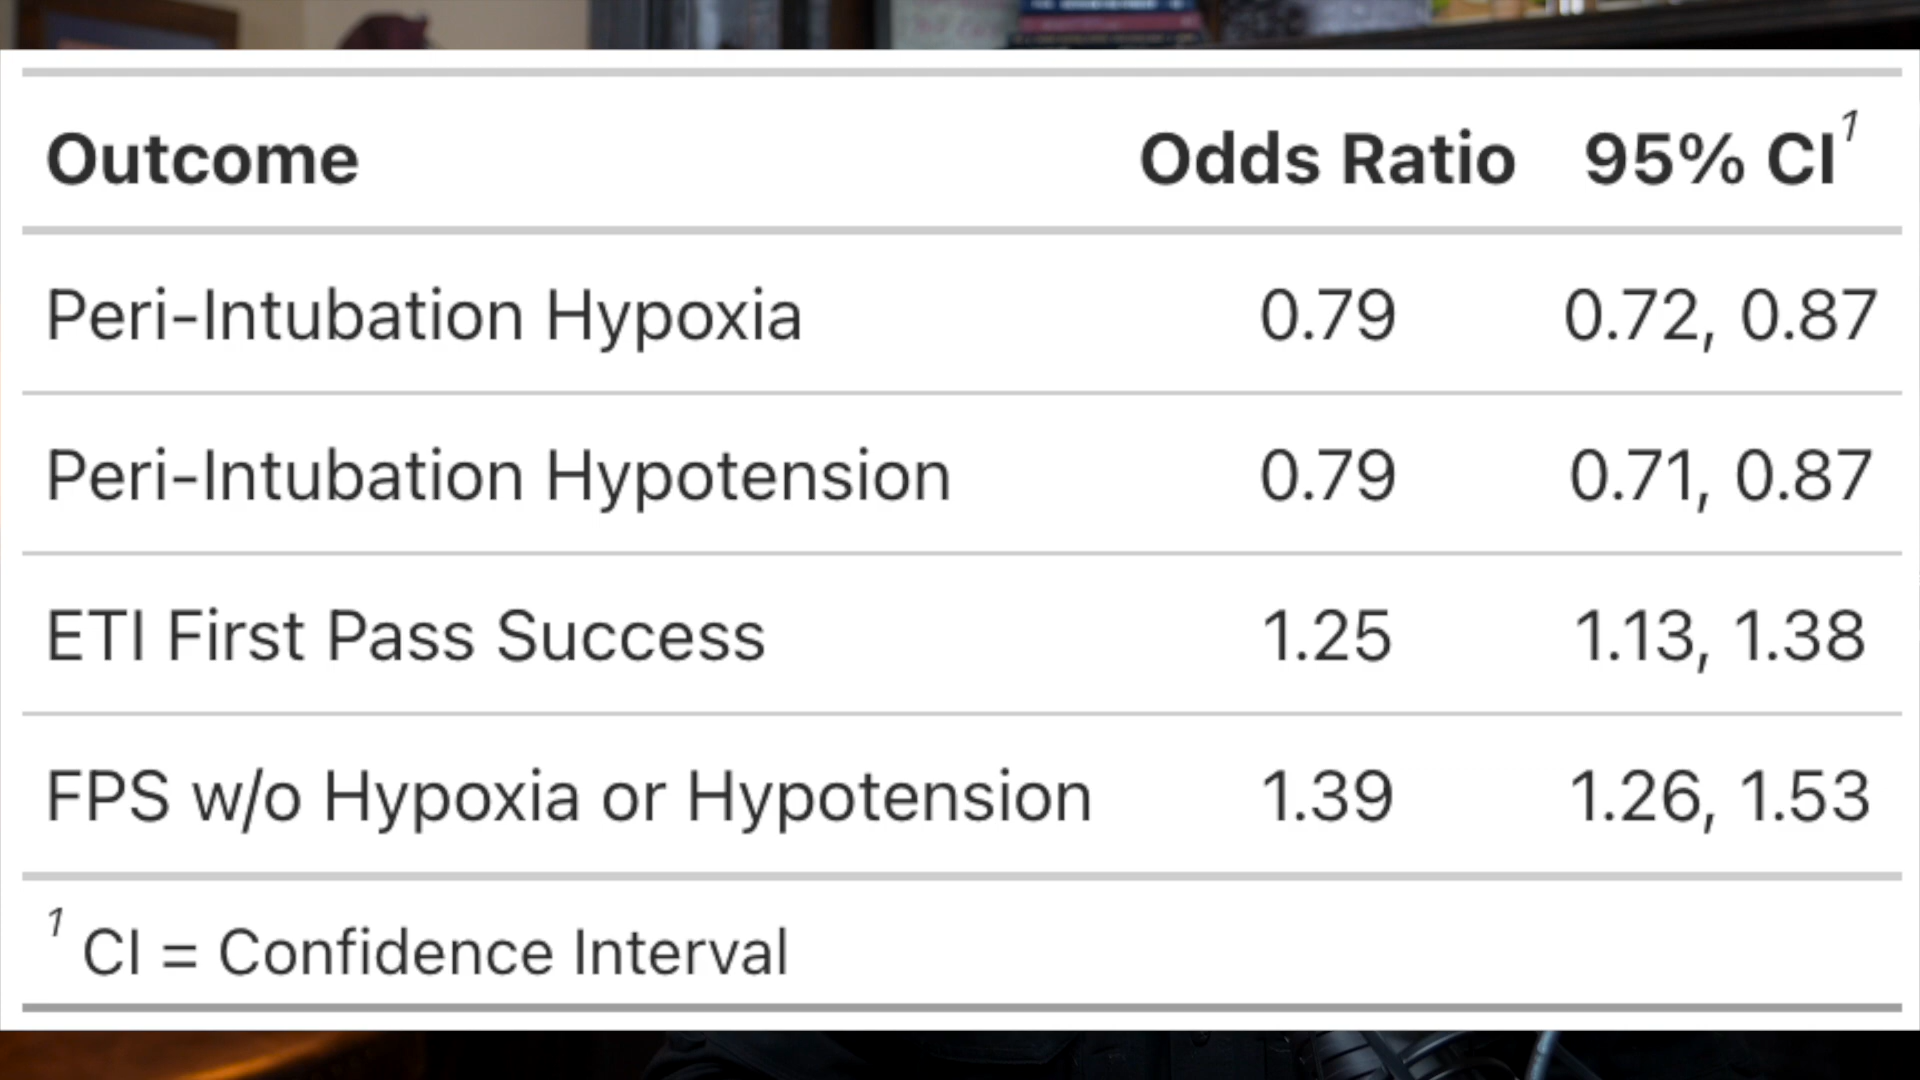 Outcome Odds Ratio 95% CI¹
Peri-Intubation Hypoxia 0.79 0.72, 0.87
Peri-Intubation Hypotension 0.79 0.71, 0.87
ETI First Pass Success 1.25 1.13, 1.38
FPS w/o Hypoxia or Hypotension 1.39 1.26, 1.53
¹ CI = Confidence Interval